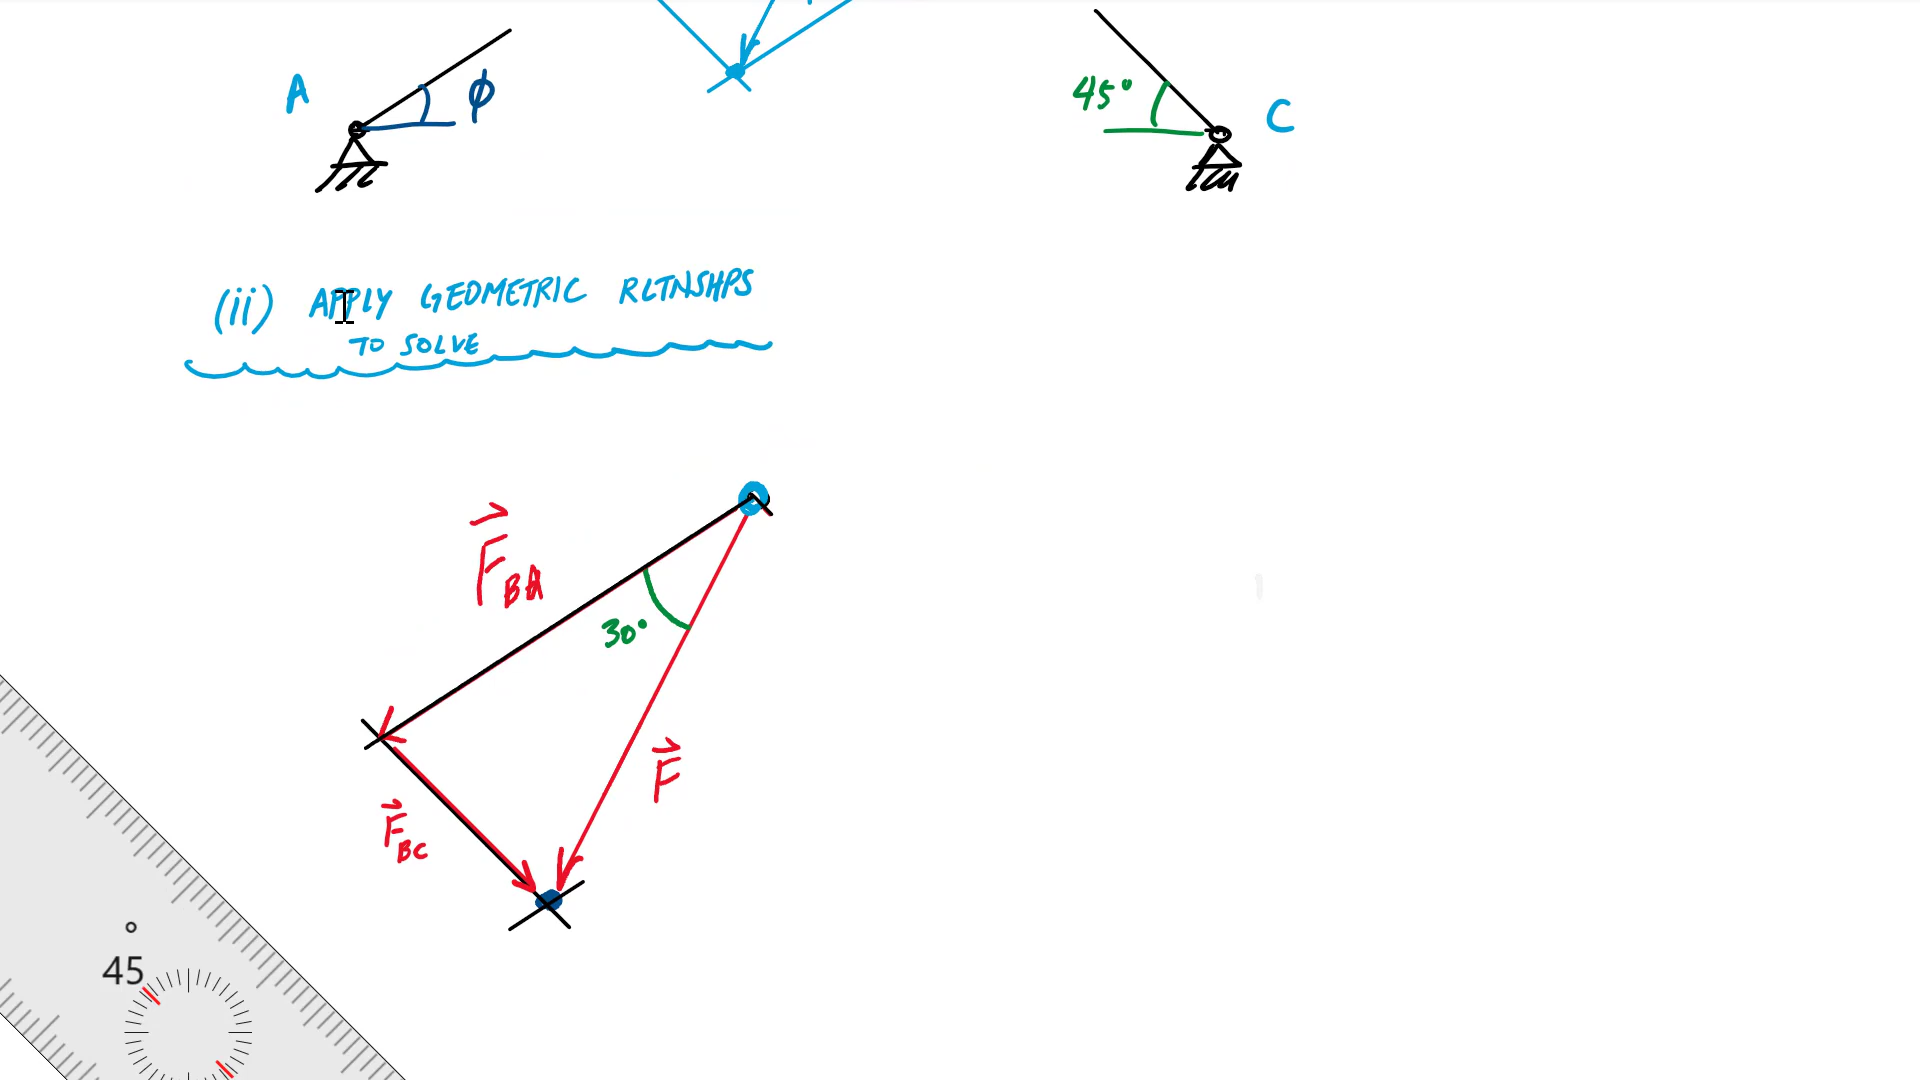 A
ϕ
45°
C
(ii) APPLY GEOMETRIC RLTNSHPS
TO SOLVE
F⃗BA
30°
F⃗
F⃗BC
°
45